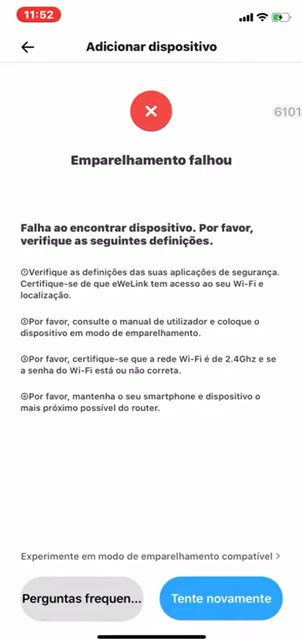 11:52
Adicionar dispositivo
6101
Emparelhamento falhou
Falha ao encontrar dispositivo. Por favor,
verifique as seguintes definições.
①Verifique as definições das suas aplicações de segurança.
Certifique-se de que eWeLink tem acesso ao seu Wi-Fi e
localização.
②Por favor, consulte o manual de utilizador e coloque o
dispositivo em modo de emparelhamento.
③Por favor, certifique-se que a rede Wi-Fi é de 2.4Ghz e se
a senha do Wi-Fi está ou não correta.
④Por favor, mantenha o seu smartphone e dispositivo o
mais próximo possível do router.
Experimente em modo de emparelhamento compatível >
Perguntas frequen...
Tente novamente